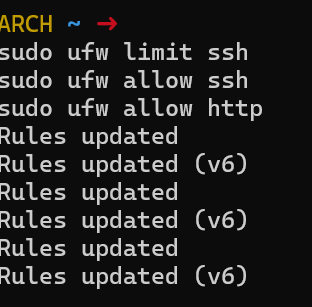 ARCH ~ ➜
sudo ufw limit ssh
sudo ufw allow ssh
sudo ufw allow http
Rules updated
Rules updated (v6)
Rules updated
Rules updated (v6)
Rules updated
Rules updated (v6)